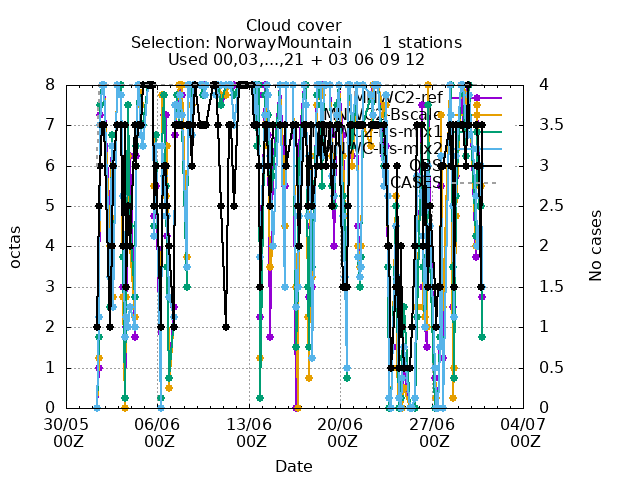 Cloud cover
Selection: NorwayMountain 1 stations
Used 00,03,...,21 + 03 06 09 12
8
7
6
5
4
3
2
1
0
4
3.5
3
2.5
2
1.5
1
0.5
0
octas
No cases
MNWC2-ref
MNWC2-Bscale
OBS
CASES
30/05 06/06 13/06 20/06 27/06 04/07
00Z 00Z 00Z 00Z 00Z 00Z
Date